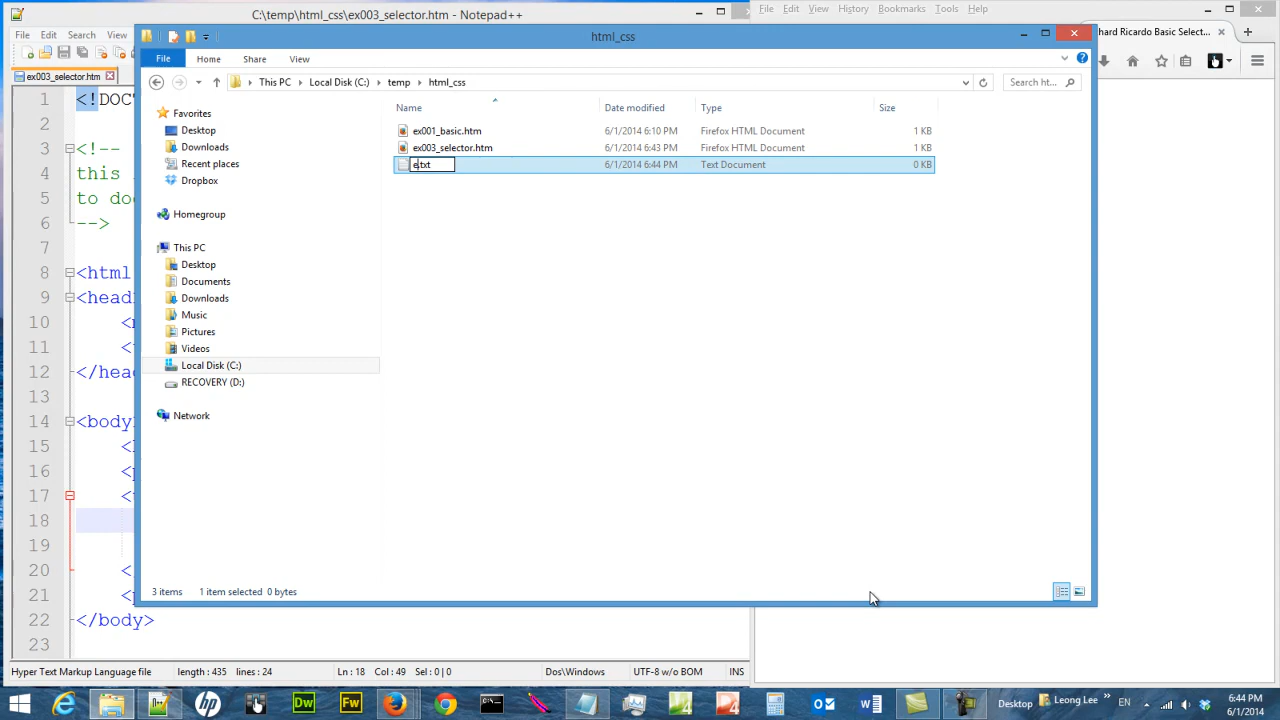 C:\temp\html_css\ex003_selector.htm - Notepad++
File Edit Search View
ex003_selector.htm
html_css
File Home Share View
This PC Local Disk (C:) temp html_css
Search ht...
File Edit View History Bookmarks Tools Help
hard Ricardo Basic Select...
Favorites
Desktop
Downloads
Recent places
Dropbox
Homegroup
This PC
Desktop
Documents
Downloads
Music
Pictures
Videos
Local Disk (C:)
RECOVERY (D:)
Network
Name Date modified Type Size
ex001_basic.htm 6/1/2014 6:10 PM Firefox HTML Document 1 KB
ex003_selector.htm 6/1/2014 6:43 PM Firefox HTML Document 1 KB
e.txt 6/1/2014 6:44 PM Text Document 0 KB
3 items 1 item selected 0 bytes
1 <!DOC
2
3 <!--
4 this
5 to do
6 -->
7
8 <html
9 <head
10 <
11 <
12 </hea
13
14 <body
15 <
16 <
17 <
18
19
20 <
21 <
22 </body>
23
Hyper Text Markup Language file length : 435 lines : 24 Ln : 18 Col : 49 Sel : 0 | 0 Dos\Windows UTF-8 w/o BOM INS
Dw Fw Desktop Leong Lee EN 6:44 PM
6/1/2014